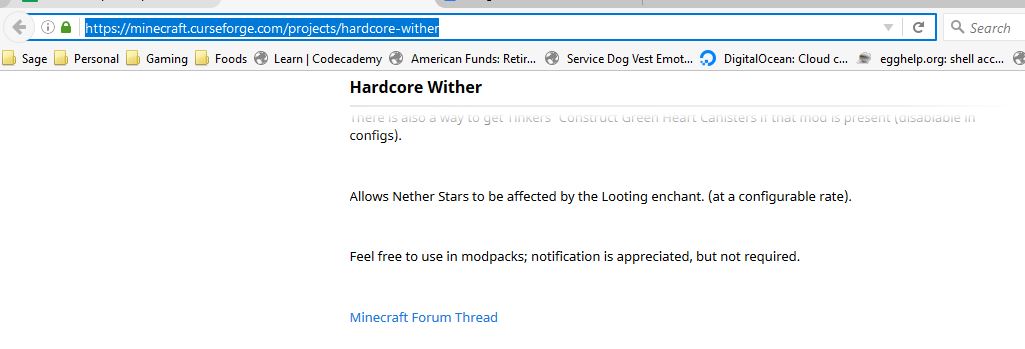 https://minecraft.curseforge.com/projects/hardcore-wither
Search
Sage Personal Gaming Foods Learn | Codecademy American Funds: Retir... Service Dog Vest Emot... DigitalOcean: Cloud c... egghelp.org: shell acc...
Hardcore Wither
There is also a way to get Tinkers' Construct Green Heart Canisters if that mod is present (disablable in
configs).
Allows Nether Stars to be affected by the Looting enchant. (at a configurable rate).
Feel free to use in modpacks; notification is appreciated, but not required.
Minecraft Forum Thread